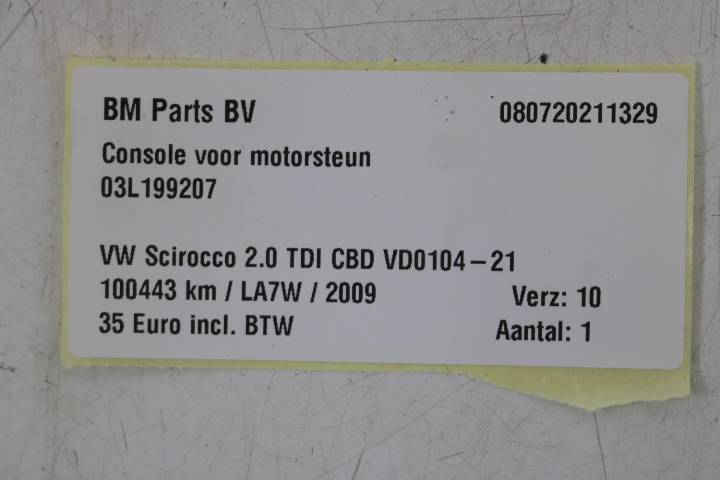 BM Parts BV 080720211329
Console voor motorsteun
03L199207
VW Scirocco 2.0 TDI CBD VD0104-21
100443 km / LA7W / 2009 Verz: 10
35 Euro incl. BTW Aantal: 1